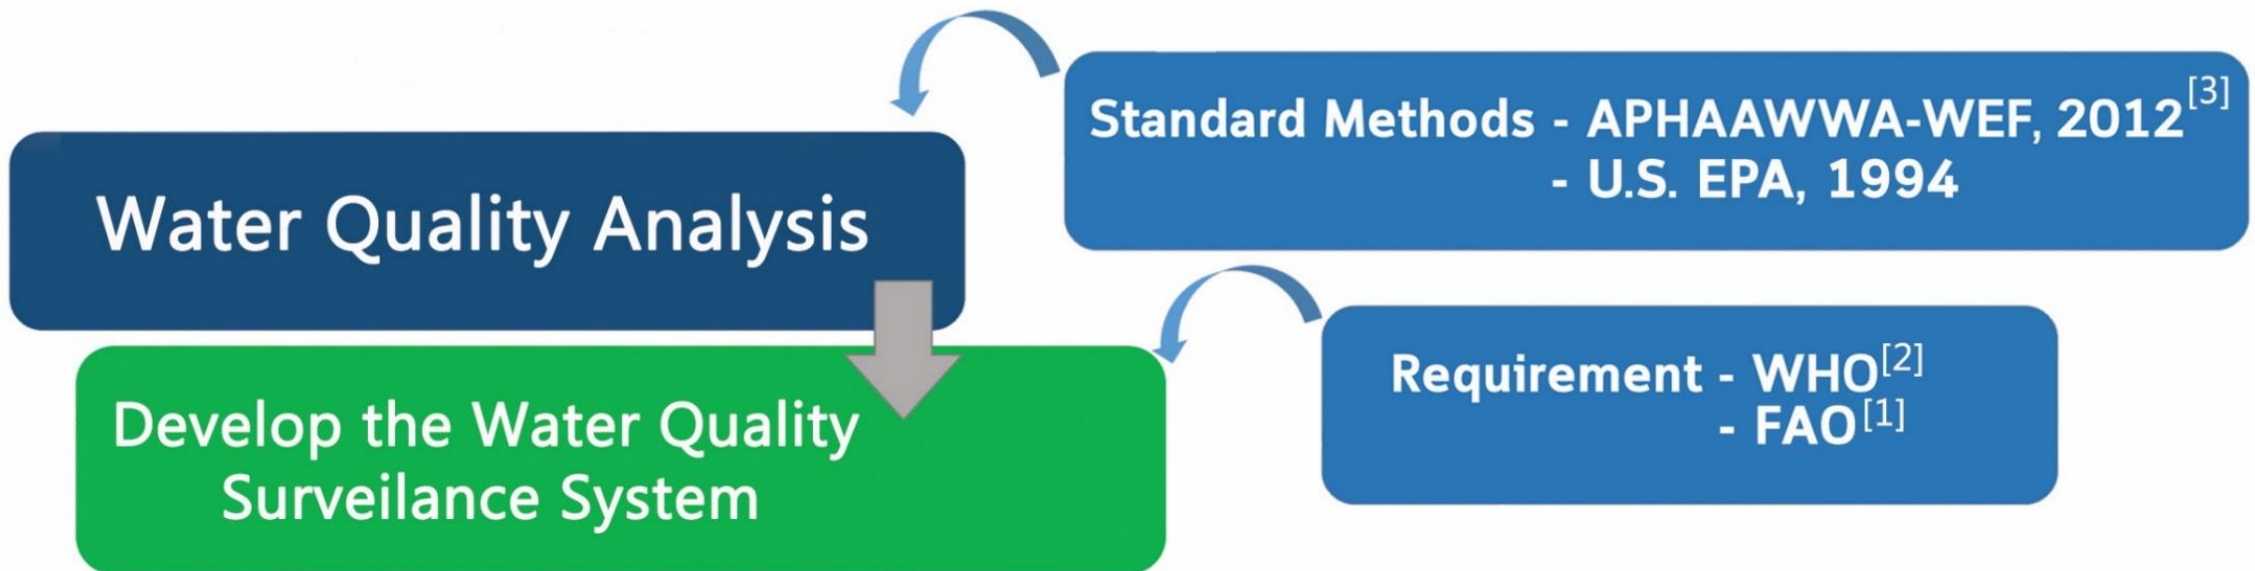 Standard Methods - APHAAWWA-WEF, 2012[3]
- U.S. EPA, 1994
Water Quality Analysis
Requirement - WHO[2]
- FAO[1]
Develop the Water Quality
Surveilance System